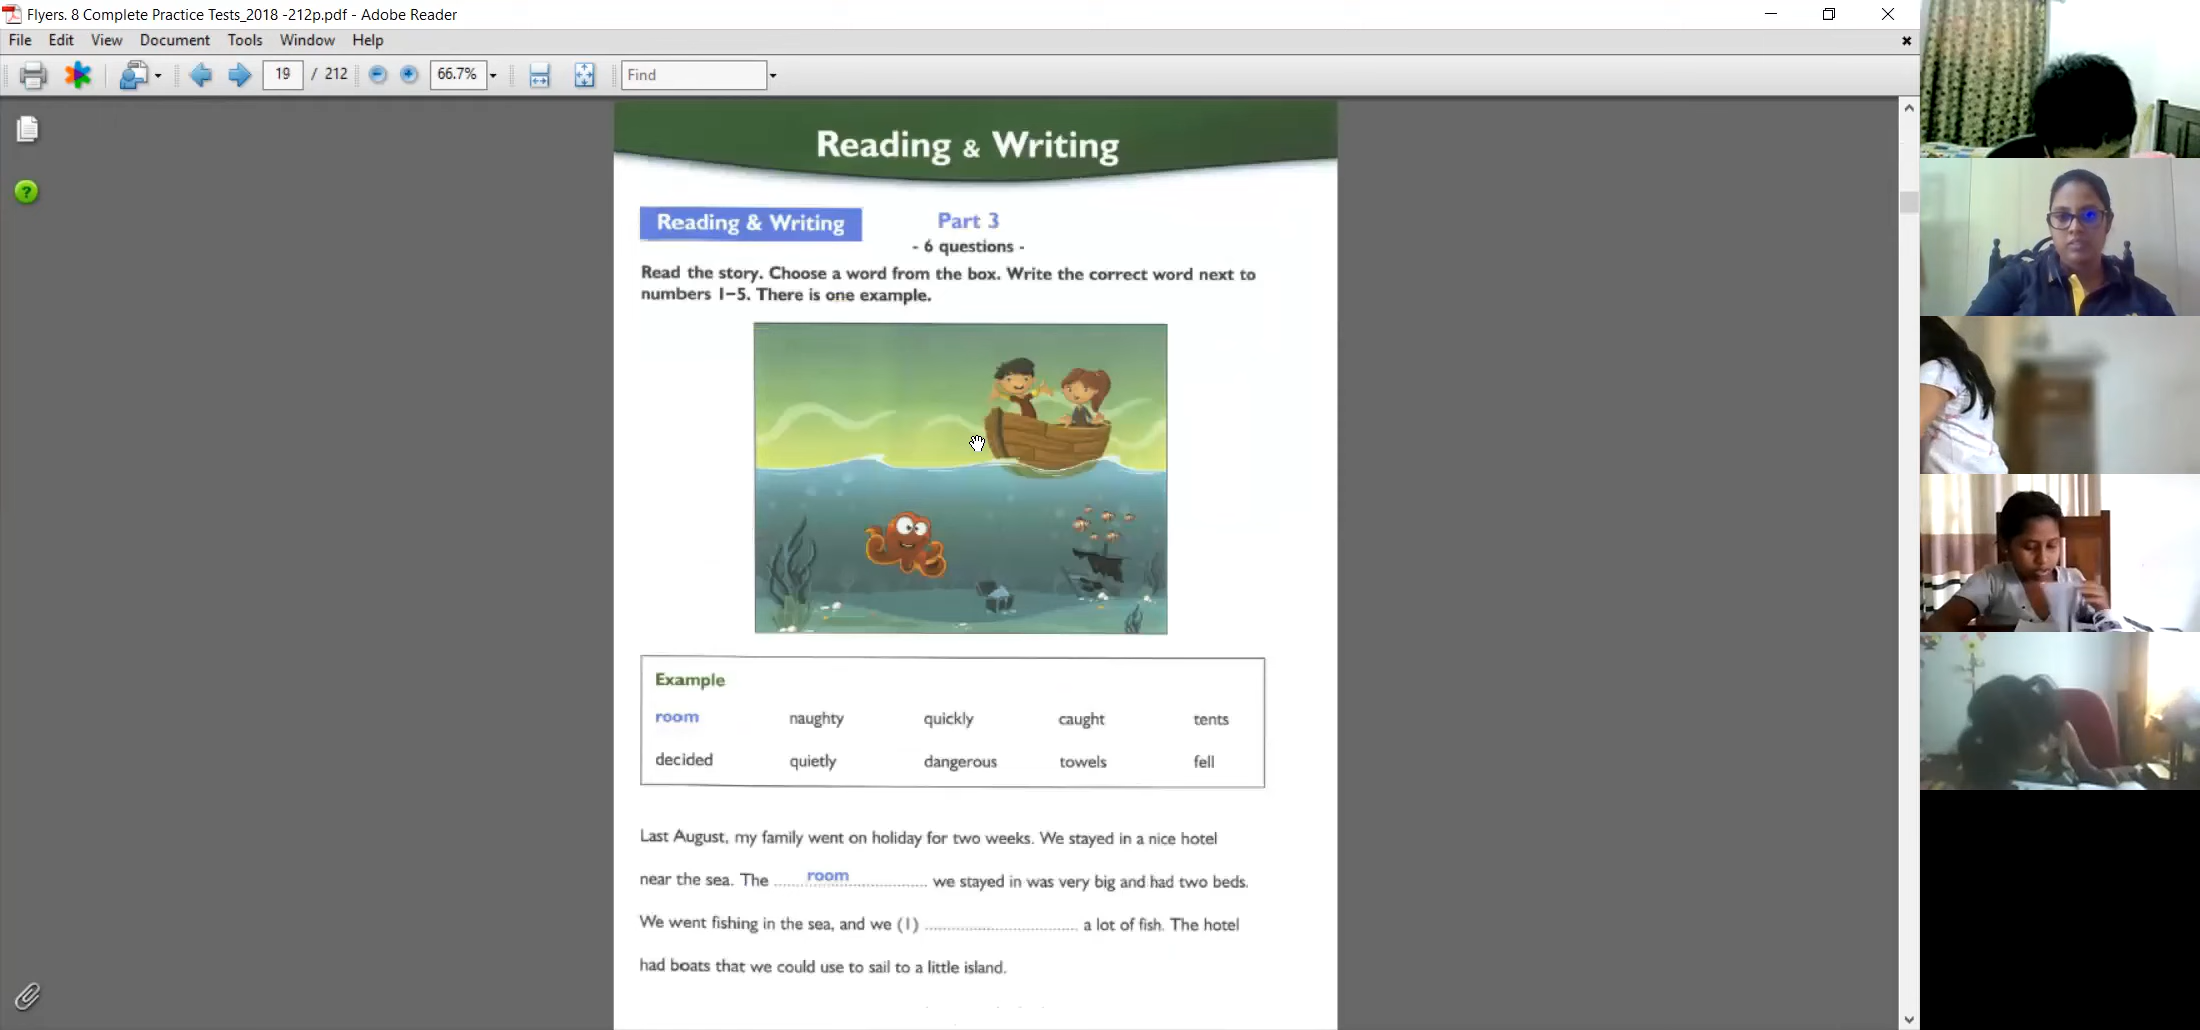 Flyers. 8 Complete Practice Tests_2018 -212p.pdf - Adobe Reader
File Edit View Document Tools Window Help
19 / 212 66.7% Find
Reading & Writing
Reading & Writing Part 3
- 6 questions -
Read the story. Choose a word from the box. Write the correct word next to
numbers 1–5. There is one example.
Example
room naughty quickly caught tents
decided quietly dangerous towels fell
Last August, my family went on holiday for two weeks. We stayed in a nice hotel
near the sea. The room we stayed in was very big and had two beds.
We went fishing in the sea, and we (1) ........................ a lot of fish. The hotel
had boats that we could use to sail to a little island.